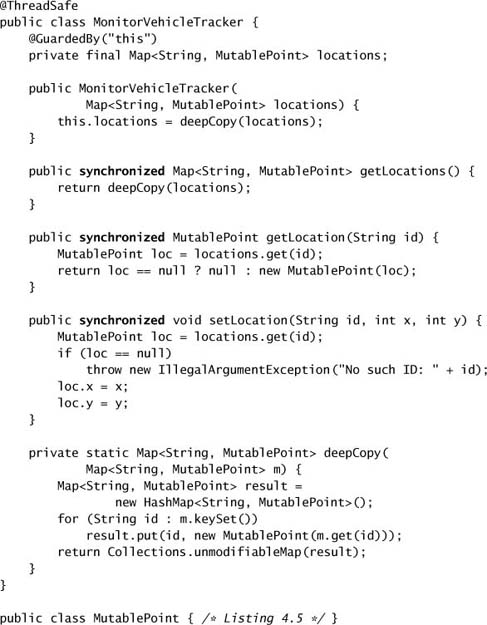 @ThreadSafe
public class MonitorVehicleTracker {
    @GuardedBy("this")
    private final Map<String, MutablePoint> locations;

    public MonitorVehicleTracker(
            Map<String, MutablePoint> locations) {
        this.locations = deepCopy(locations);
    }

    public synchronized Map<String, MutablePoint> getLocations() {
        return deepCopy(locations);
    }

    public synchronized MutablePoint getLocation(String id) {
        MutablePoint loc = locations.get(id);
        return loc == null ? null : new MutablePoint(loc);
    }

    public synchronized void setLocation(String id, int x, int y) {
        MutablePoint loc = locations.get(id);
        if (loc == null)
            throw new IllegalArgumentException("No such ID: " + id);
        loc.x = x;
        loc.y = y;
    }

    private static Map<String, MutablePoint> deepCopy(
            Map<String, MutablePoint> m) {
        Map<String, MutablePoint> result =
                new HashMap<String, MutablePoint>();
        for (String id : m.keySet())
            result.put(id, new MutablePoint(m.get(id)));
        return Collections.unmodifiableMap(result);
    }
}

public class MutablePoint { /* Listing 4.5 */ }